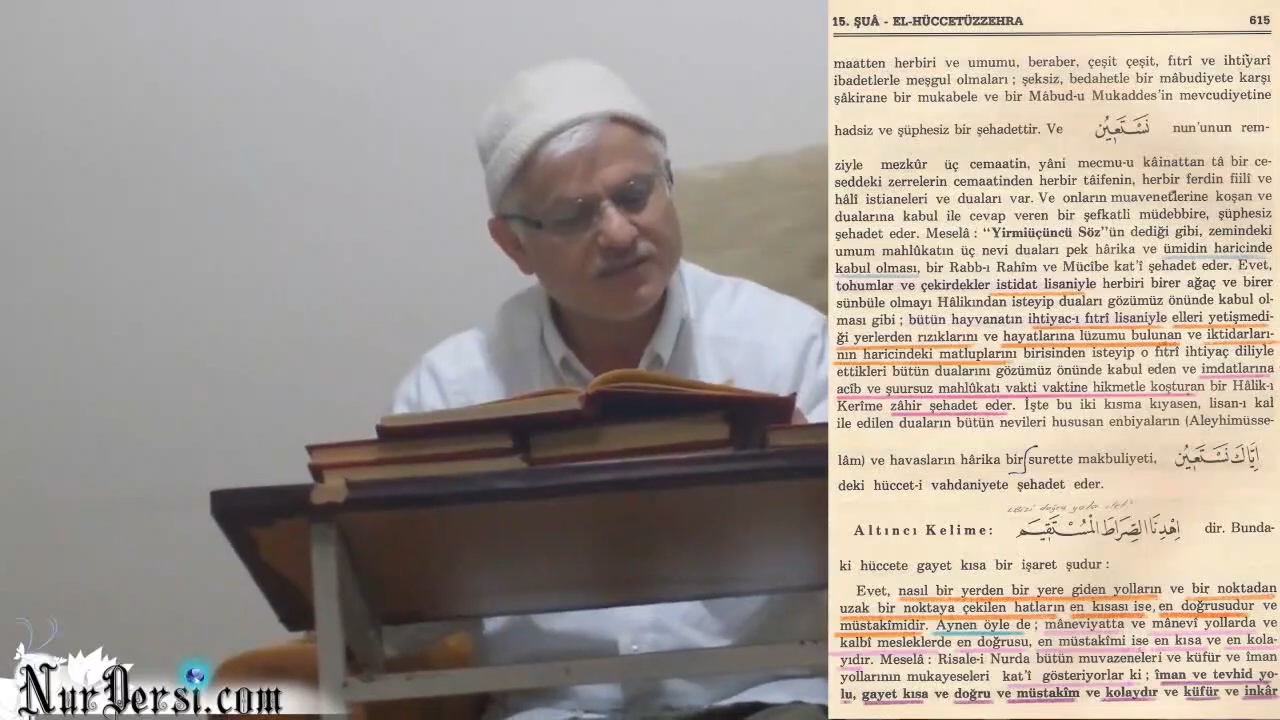 15. ŞUÂ - EL-HÜCCETÜZZEHRA 615
maatten herbiri ve umumu, beraber, çeşit çeşit, fıtrî ve ihtiyarî
ibadetlerle meşgul olmaları ; şeksiz, bedahetle bir mâbudiyete karşı
şâkirane bir mukabele ve bir Mâbud-u Mukaddes'in mevcudiyetine
hadsiz ve şüphesiz bir şehadettir. Ve نَسْتَعِينُ nun'unun rem-
ziyle mezkûr üç cemaatin, yâni mecmu-u kâinattan tâ bir ce-
seddeki zerrelerin cemaatinden herbir tâifenin, herbir ferdin fiilî ve
hâlî istianeleri ve duaları var. Ve onların muavenetlerine koşan ve
dualarına kabul ile cevap veren bir şefkatli müdebbire, şüphesiz
şehadet eder. Meselâ : "Yirmiüçüncü Söz"ün dediği gibi, zemindeki
umum mahlûkatın üç nevi duaları pek hârika ve ümidin haricinde
kabul olması, bir Rabb-ı Rahîm ve Mücîbe kat'î şehadet eder. Evet,
tohumlar ve çekirdekler istidat lisaniyle herbiri birer ağaç ve birer
sünbüle olmayı Hâlikından isteyip duaları gözümüz önünde kabul ol-
ması gibi ; bütün hayvanatın ihtiyac-ı fıtrî lisaniyle elleri yetişmedi-
ği yerlerden rızıklarını ve hayatlarına lüzumu bulunan ve iktidarları-
nın haricindeki matluplarını birisinden isteyip o fıtrî ihtiyaç diliyle
ettikleri bütün dualarını gözümüz önünde kabul eden ve imdatlarına
acîb ve şuursuz mahlûkatı vakti vaktine hikmetle koşturan bir Hâlik-ı
Kerîme zâhir şehadet eder. İşte bu iki kısma kıyasen, lisan-ı kal
ile edilen duaların bütün nevileri hususan enbiyaların (Aleyhimüsse-
lâm) ve havasların hârika bir surette makbuliyeti, اِيَّاكَ نَسْتَعِينُ
deki hüccet-i vahdaniyete şehadet eder.
Bizi doğru yola
Altıncı Kelime: اِهْدِنَا الصِّرَاطَ الْمُسْتَقِيمَ dir. Bunda-
ki hüccete gayet kısa bir işaret şudur :
Evet, nasıl bir yerden bir yere giden yolların ve bir noktadan
uzak bir noktaya çekilen hatların en kısası ise, en doğrusudur ve
müstakîmidir. Aynen öyle de ; mâneviyatta ve mânevî yollarda ve
kalbî mesleklerde en doğrusu, en müstakîmi ise en kısa ve en kola-
yıdır. Meselâ : Risale-i Nurda bütün muvazeneleri ve küfür ve îman
yollarının mukayeseleri kat'î gösteriyorlar ki ; îman ve tevhid yo-
lu, gayet kısa ve doğru ve müstakîm ve kolaydır ve küfür ve inkâr
NurDersi.com